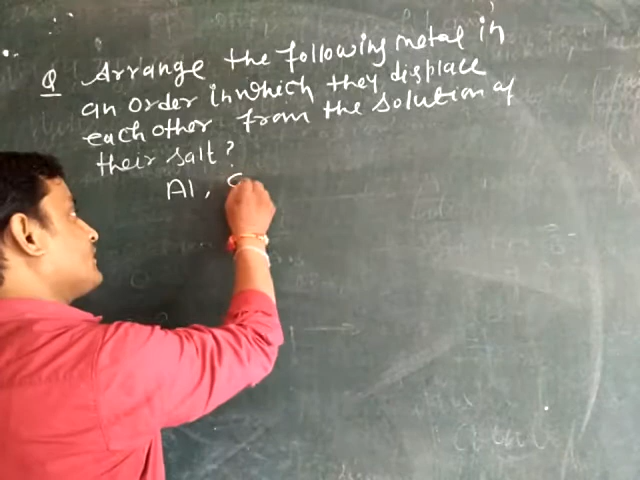 Q Arrange the following metal in
an order in which they displace
each other from the solution of
their salt?
Al, C